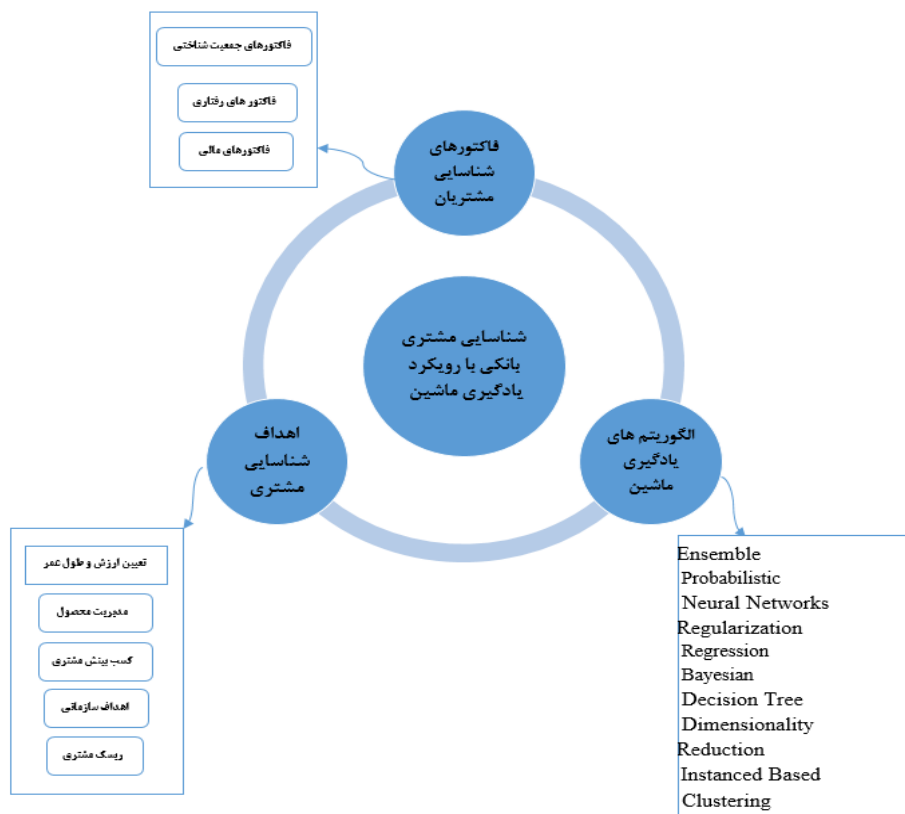 فاکتورهای جمعیت شناختی
فاکتور های رفتاری
فاکتورهای مالی
فاکتورهای
شناسایی
مشتریان
شناسایی مشتری
بانکی با رویکرد
یادگیری ماشین
اهداف
شناسایی
مشتری
الگوریتم های
یادگیری
ماشین
تعیین ارزش و طول عمر
مدیریت محصول
کسب بینش مشتری
اهداف سازمانی
ریسک مشتری
Ensemble
Probabilistic
Neural Networks
Regularization
Regression
Bayesian
Decision Tree
Dimensionality
Reduction
Instanced Based
Clustering